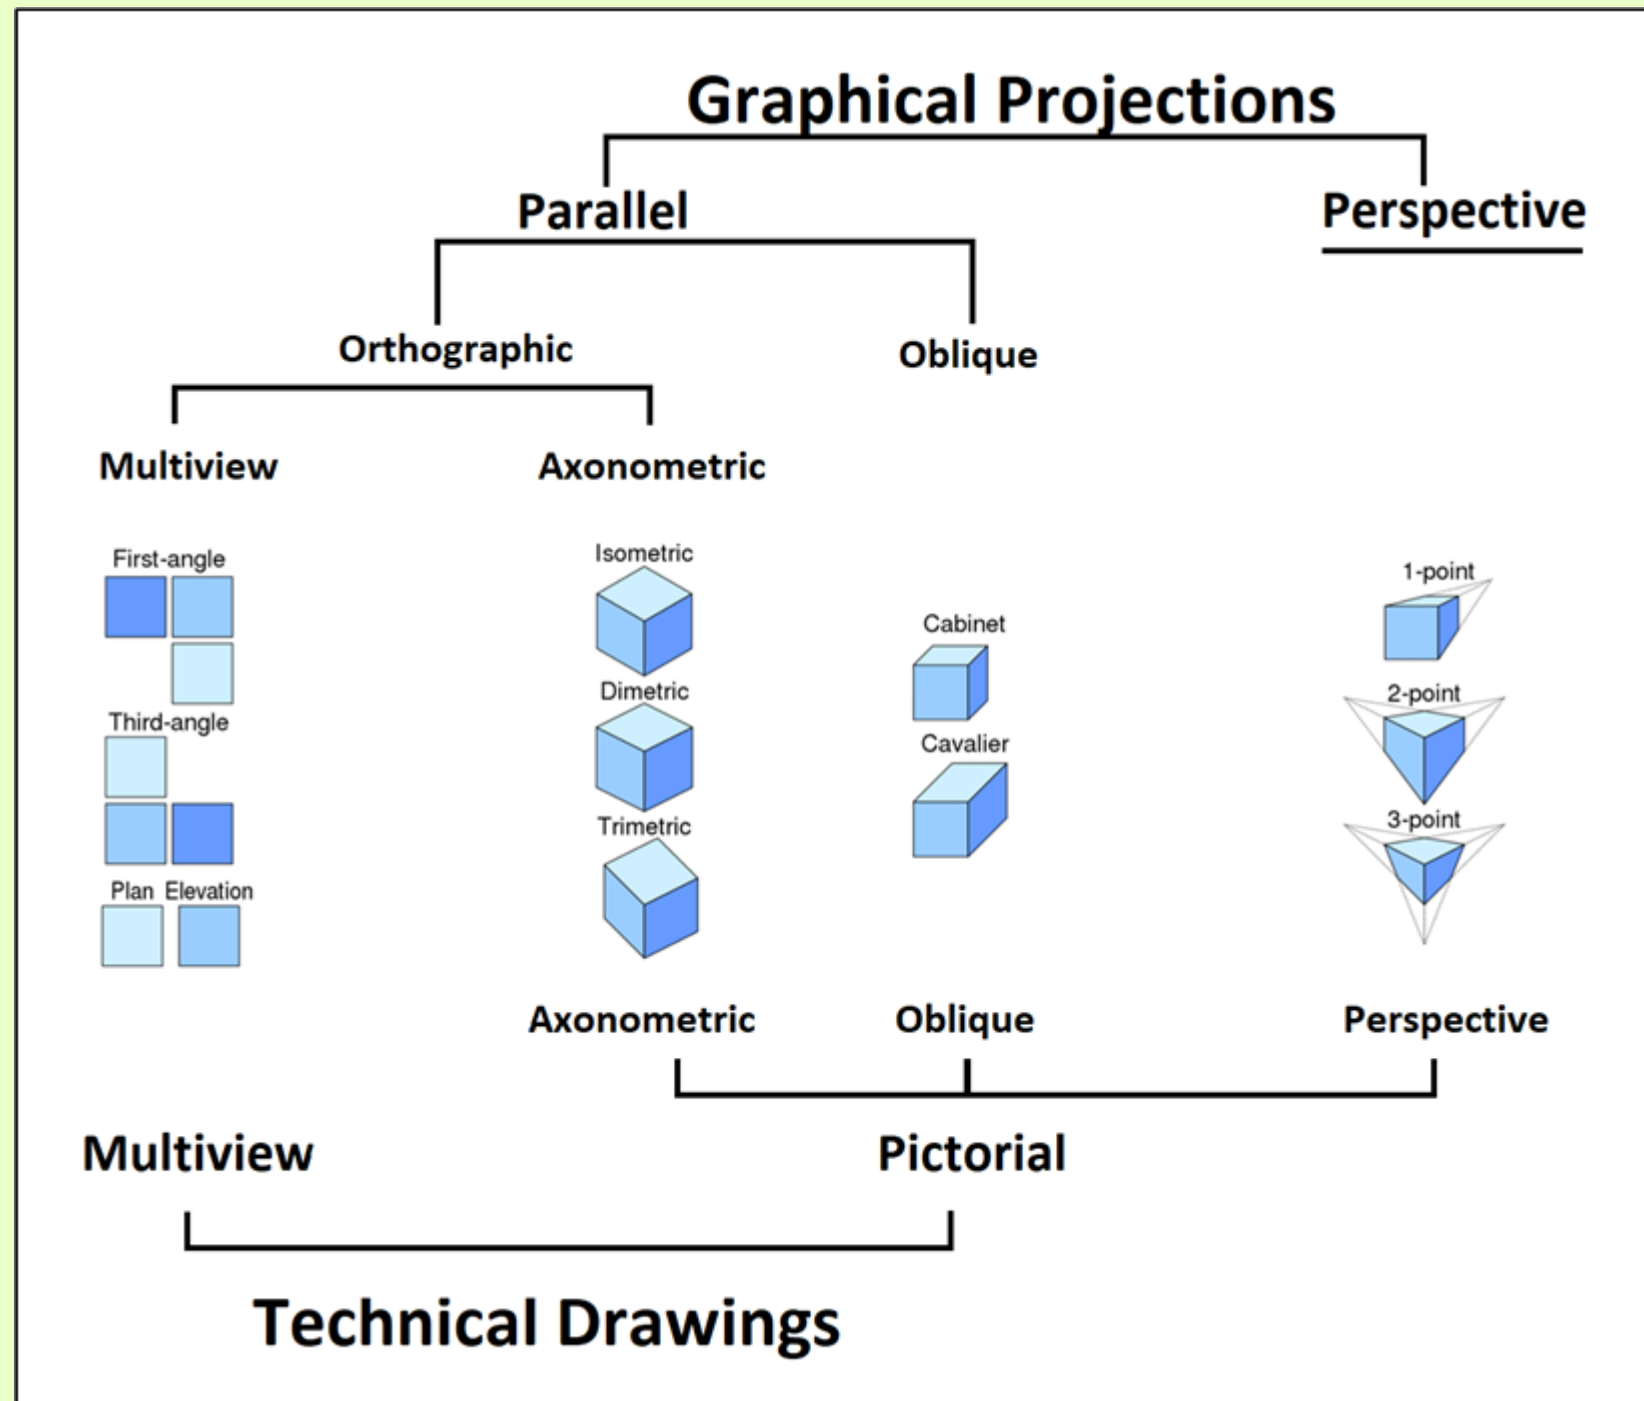 Graphical Projections
Parallel
Perspective
Orthographic
Oblique
Multiview
Axonometric
First-angle
Third-angle
Plan Elevation
Isometric
Dimetric
Trimetric
Cabinet
Cavalier
1-point
2-point
3-point
Axonometric
Oblique
Perspective
Multiview
Pictorial
Technical Drawings